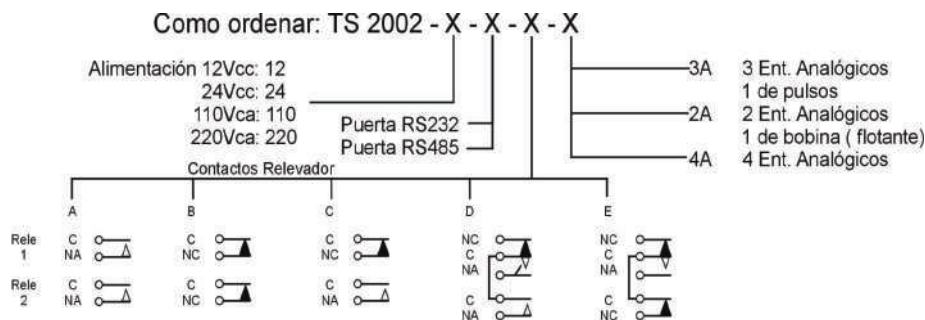 Como ordenar: TS 2002 - X - X - X - X
Alimentación 12Vcc: 12
24Vcc: 24
110Vca: 110
220Vca: 220
Puerta RS232
Puerta RS485
3A 3 Ent. Analógicos
1 de pulsos
2A 2 Ent. Analógicos
1 de bobina ( flotante)
4A 4 Ent. Analógicos
Contactos Relevador
A B C D E
Rele 1
C NA
C NC
C NC
NC C NA
NC C NA
Rele 2
C NA
C NC
C NA
C NA
C NC